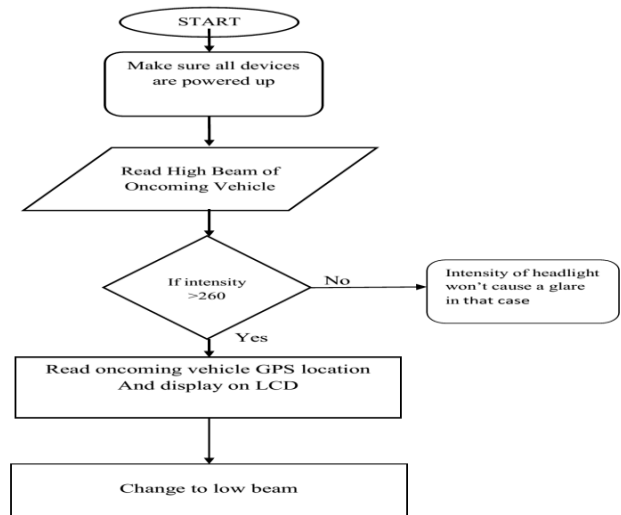 START
Make sure all devices
are powered up
Read High Beam of
Oncoming Vehicle
If intensity
>260
No
Intensity of headlight
won't cause a glare
in that case
Yes
Read oncoming vehicle GPS location
And display on LCD
Change to low beam